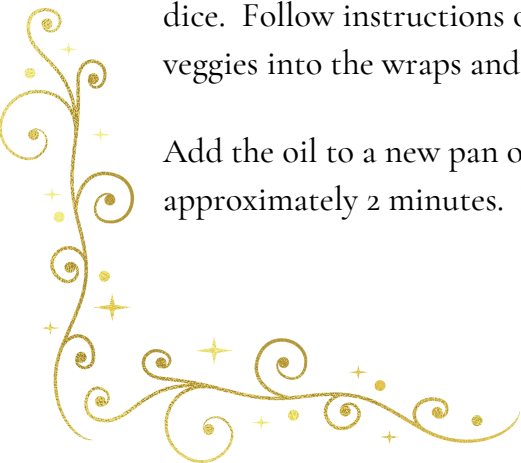 dice. Follow instructions o
veggies into the wraps and
Add the oil to a new pan o
approximately 2 minutes.